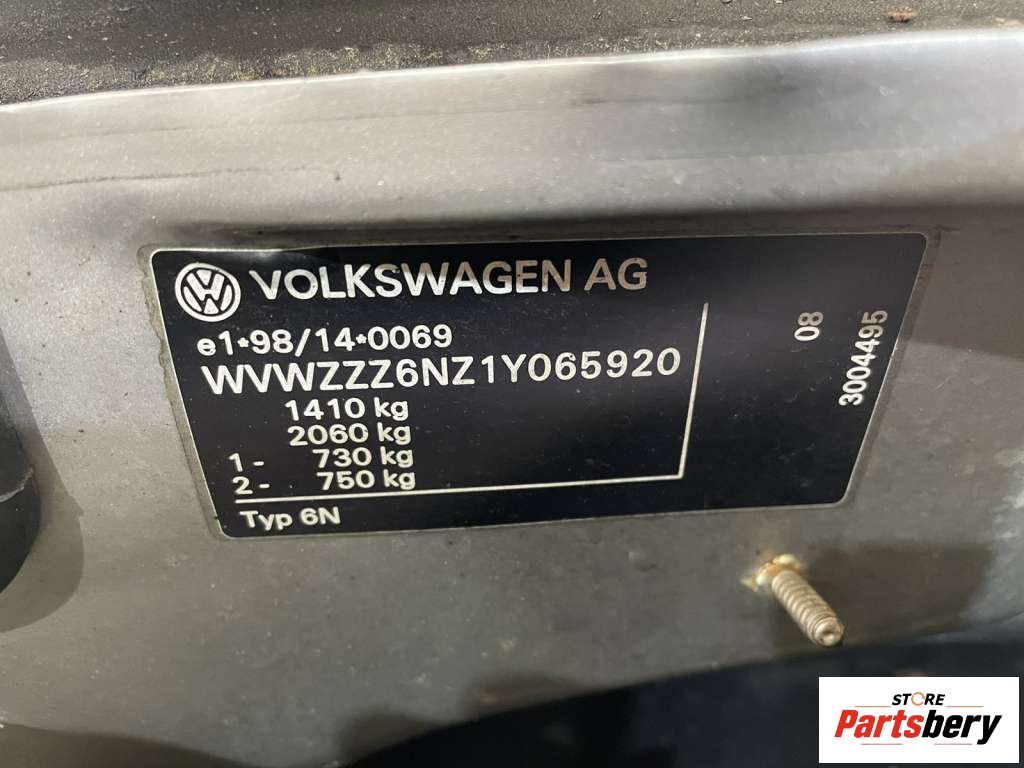 VOLKSWAGEN AG
e1*98/14*0069
WVWZZZ6NZ1Y065920
1410 kg
2060 kg
1- 730 kg
2- 750 kg
Typ 6N
08
3004495
STORE
Partsbery